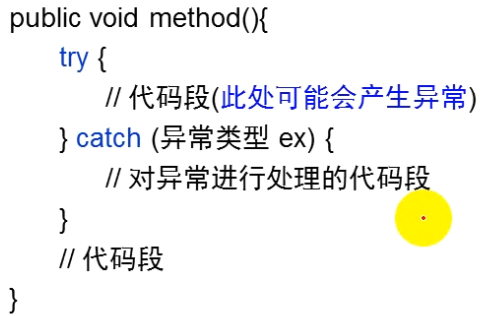 public void method(){
try {
// 代码段(此处可能会产生异常)
} catch (异常类型 ex) {
// 对异常进行处理的代码段
}
// 代码段
}